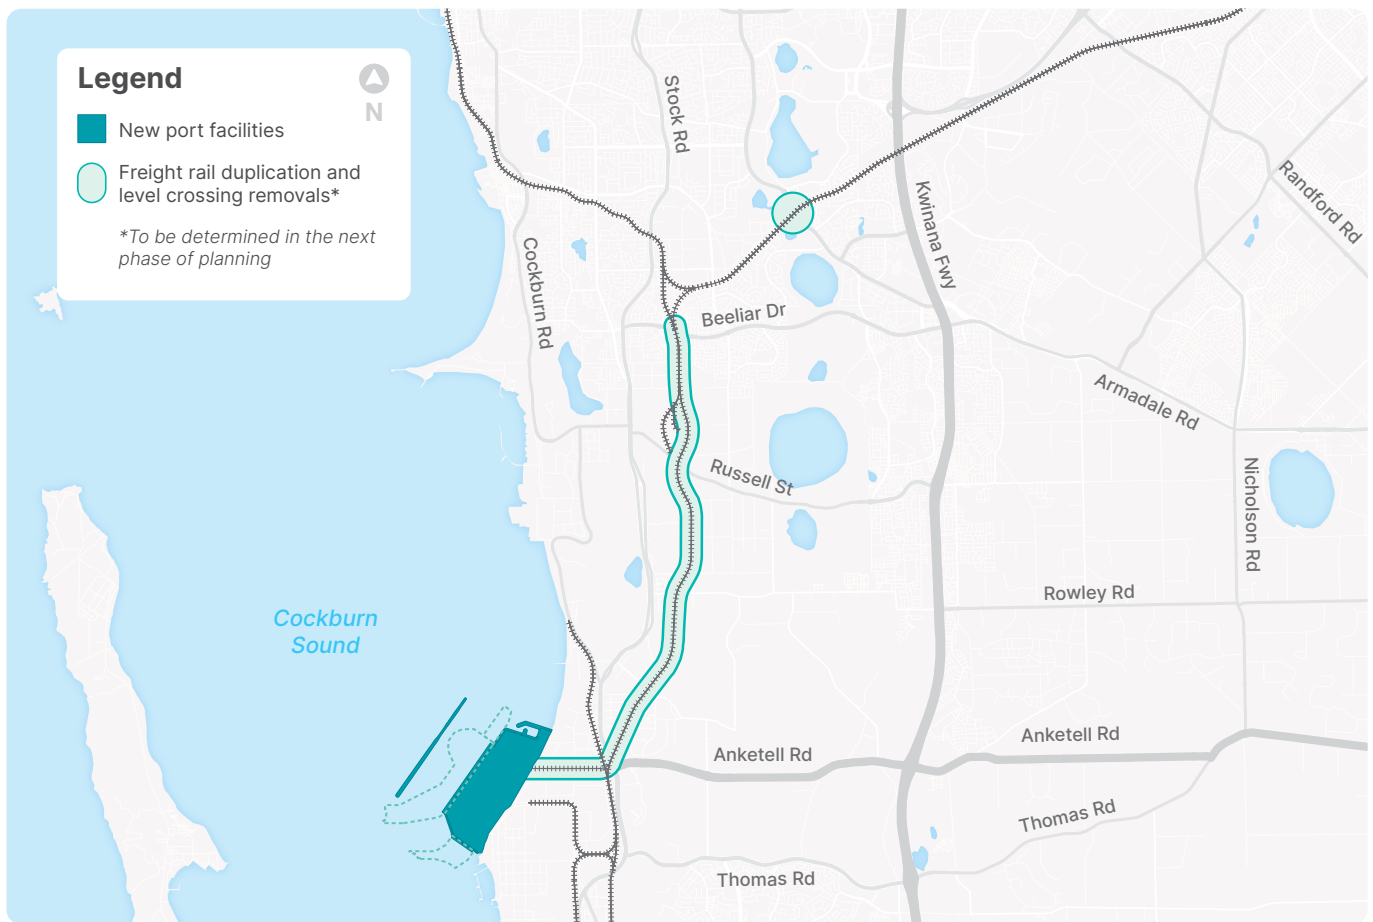 Legend
N
New port facilities
Freight rail duplication and
level crossing removals*
*To be determined in the next
phase of planning
Stock Rd
Randford Rd
Kwinana Fwy
Cockburn Rd
Beeliar Dr
Armadale Rd
Russell St
Nicholson Rd
Rowley Rd
Cockburn
Sound
Anketell Rd
Anketell Rd
Thomas Rd
Thomas Rd